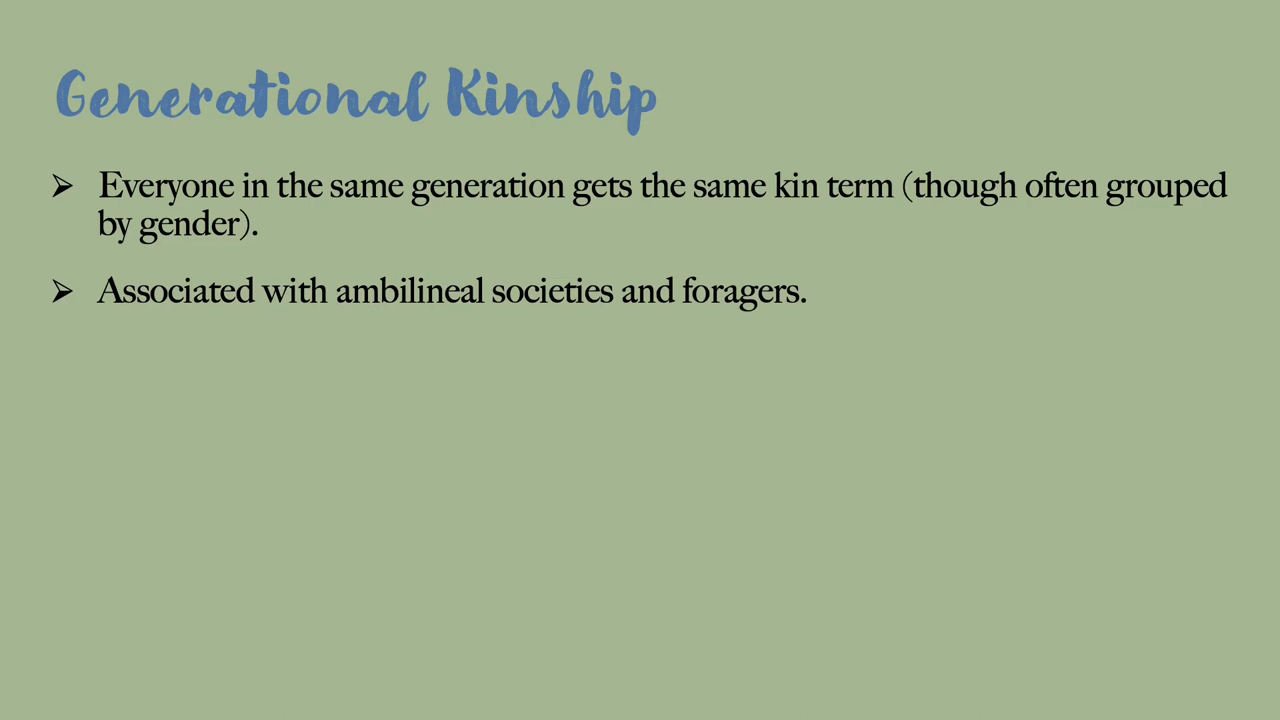 Generational Kinship
➢ Everyone in the same generation gets the same kin term (though often grouped
by gender).
➢ Associated with ambilineal societies and foragers.